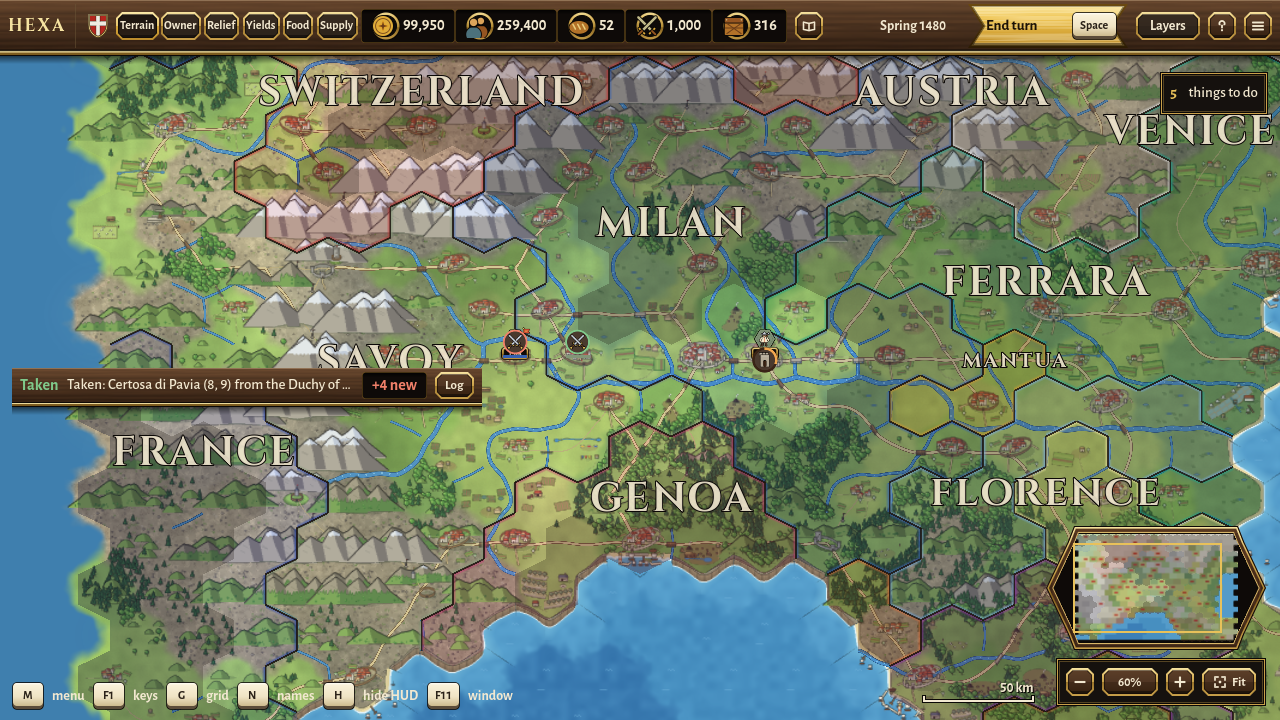 HEXA
Terrain Owner Relief Yields Food Supply
99,950 259,400 52 1,000 316
Spring 1480
End turn Space
Layers ?
5 things to do
SWITZERLAND
AUSTRIA
VENICE
MILAN
FERRARA
SAVOY
MANTUA
Taken Taken: Certosa di Pavia (8, 9) from the Duchy of ... +4 new Log
FRANCE
GENOA
FLORENCE
M menu F1 keys G grid N names H hide HUD F11 window
50 km
60% Fit